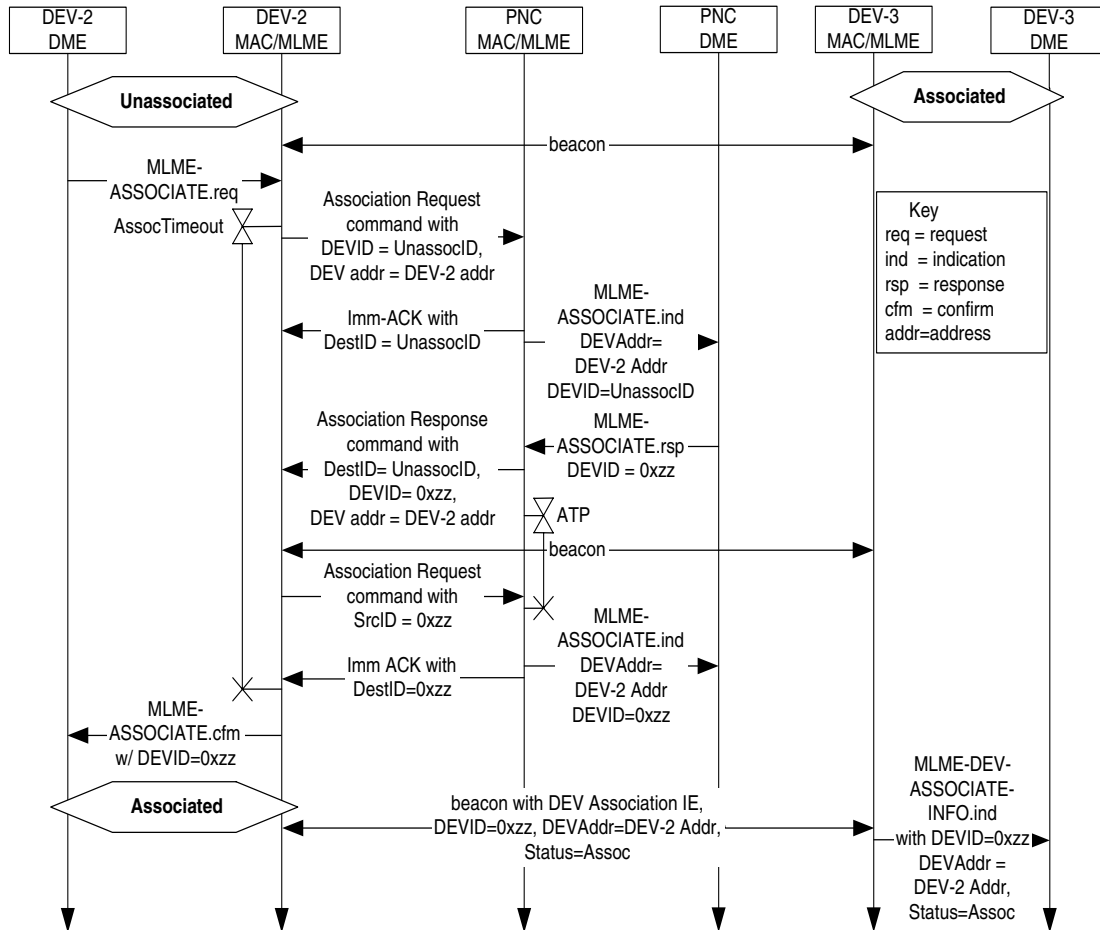 DEV-2
DME
DEV-2
MAC/MLME
PNC
MAC/MLME
PNC
DME
DEV-3
MAC/MLME
DEV-3
DME
Unassociated
Associated
beacon
MLME-
ASSOCIATE.req
AssocTimeout
Association Request
command with
DEVID = UnassocID,
DEV addr = DEV-2 addr
Key
req = request
ind = indication
rsp = response
cfm = confirm
addr=address
Imm-ACK with
DestID = UnassocID
MLME-
ASSOCIATE.ind
DEVAddr=
DEV-2 Addr
DEVID=UnassocID
MLME-
ASSOCIATE.rsp
DEVID = 0xzz
Association Response
command with
DestID= UnassocID,
DEVID= 0xzz,
DEV addr = DEV-2 addr
ATP
beacon
Association Request
command with
SrcID = 0xzz
MLME-
ASSOCIATE.ind
DEVAddr=
DEV-2 Addr
DEVID=0xzz
Imm ACK with
DestID=0xzz
MLME-
ASSOCIATE.cfm
w/ DEVID=0xzz
Associated
beacon with DEV Association IE,
DEVID=0xzz, DEVAddr=DEV-2 Addr,
Status=Assoc
MLME-DEV-
ASSOCIATE-
INFO.ind
with DEVID=0xzz
DEVAddr =
DEV-2 Addr,
Status=Assoc